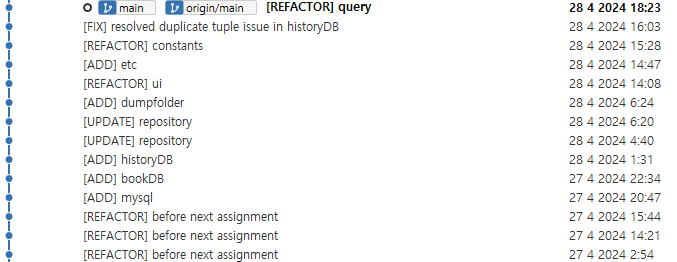 main origin/main [REFACTOR] query 28 4 2024 18:23
[FIX] resolved duplicate tuple issue in historyDB 28 4 2024 16:03
[REFACTOR] constants 28 4 2024 15:28
[ADD] etc 28 4 2024 14:47
[REFACTOR] ui 28 4 2024 14:08
[ADD] dumpfolder 28 4 2024 6:24
[UPDATE] repository 28 4 2024 6:20
[UPDATE] repository 28 4 2024 4:40
[ADD] historyDB 28 4 2024 1:31
[ADD] bookDB 27 4 2024 22:34
[ADD] mysql 27 4 2024 20:47
[REFACTOR] before next assignment 27 4 2024 15:44
[REFACTOR] before next assignment 27 4 2024 14:21
[REFACTOR] before next assignment 27 4 2024 2:54